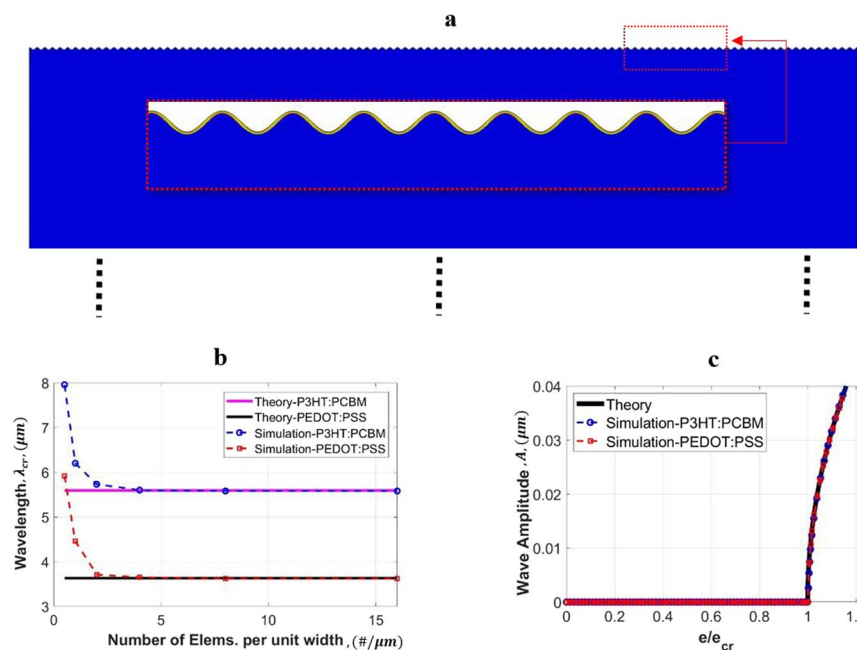 a
b
8
7
6
5
4
3
Wavelength, λcr, (μm)
Theory-P3HT:PCBM
Theory-PEDOT:PSS
Simulation-P3HT:PCBM
Simulation-PEDOT:PSS
0
5
10
15
Number of Elems. per unit width ,(#/μm)
c
0.04
0.03
0.02
0.01
0
Wave Amplitude , A, (μm)
Theory
Simulation-P3HT:PCBM
Simulation-PEDOT:PSS
0
0.2
0.4
0.6
0.8
1
e/ecr